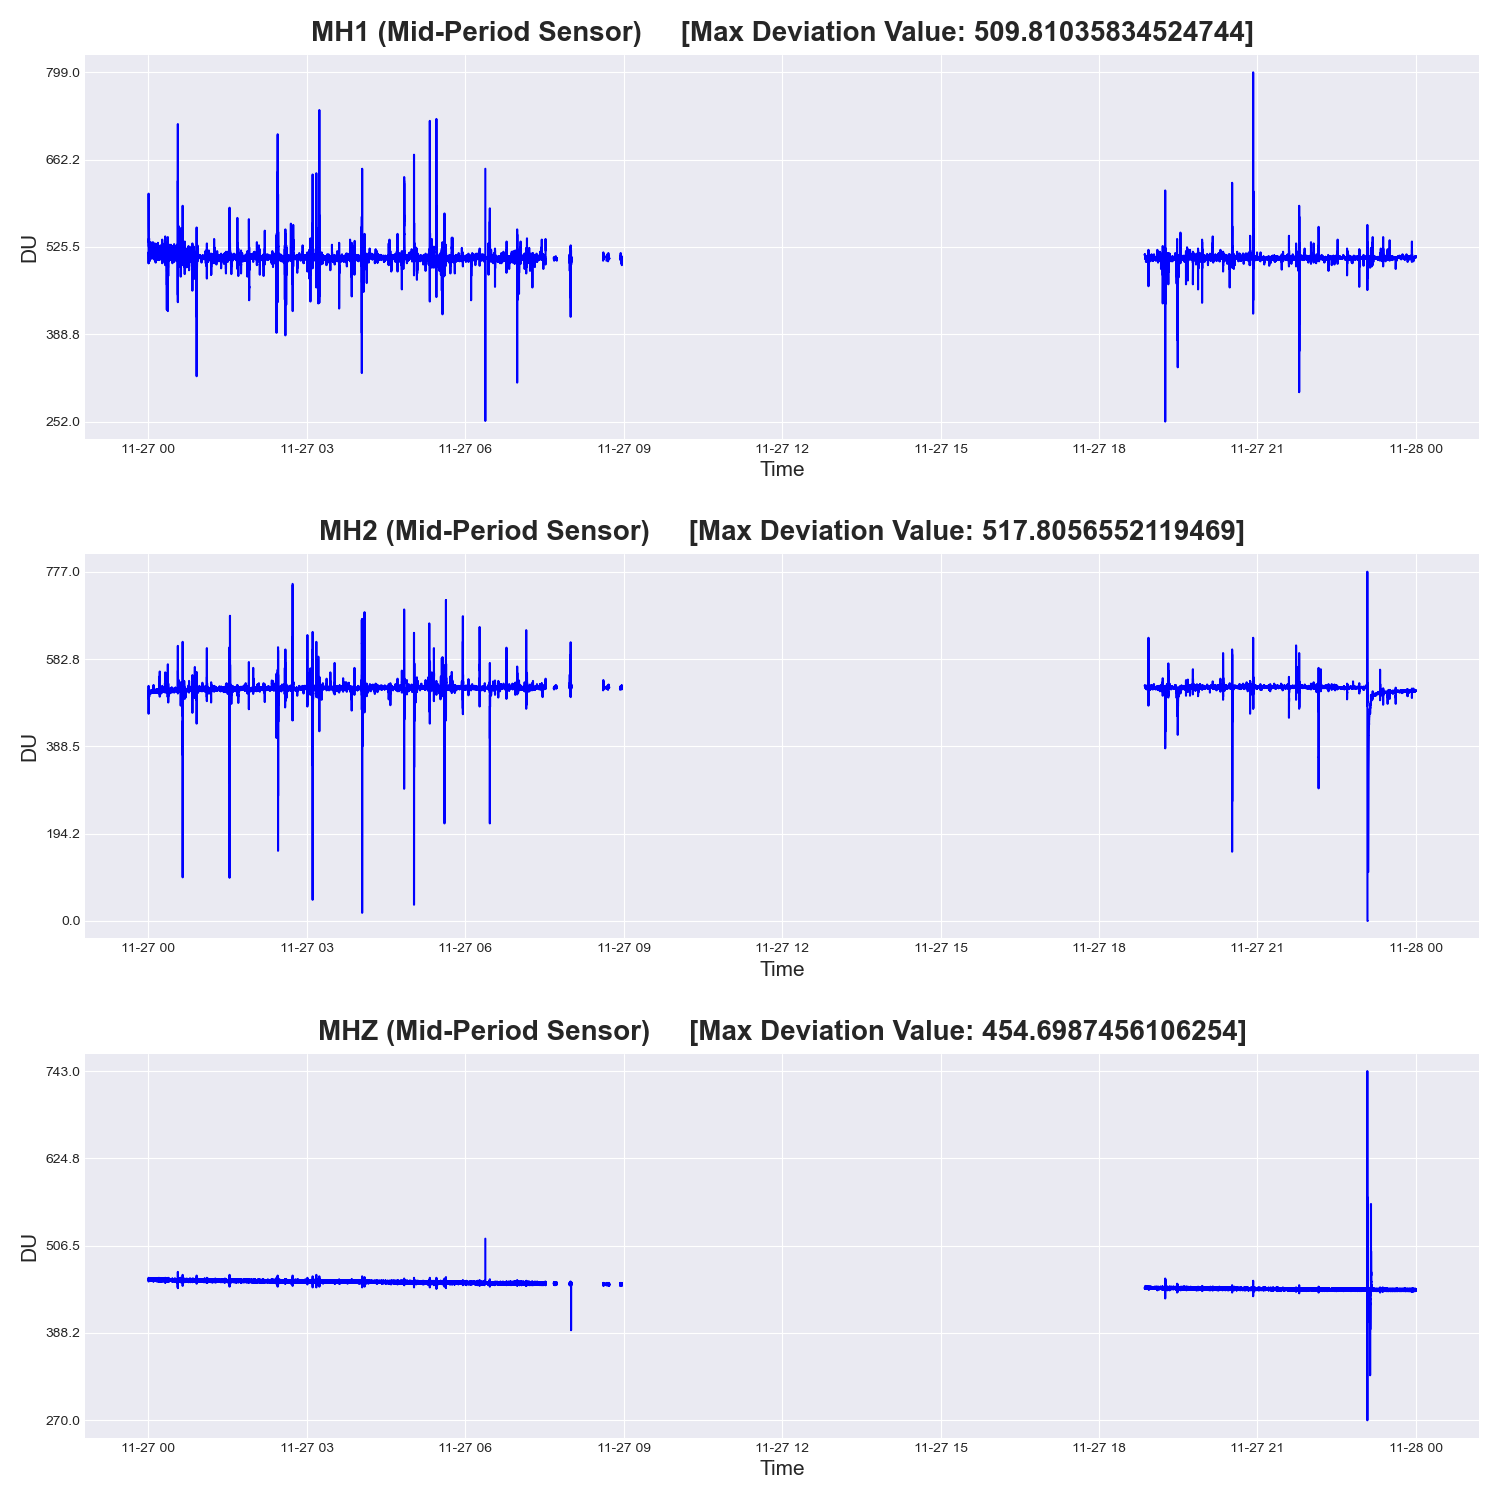 MH1 (Mid-Period Sensor) [Max Deviation Value: 509.81035834524744]
799.0
662.2
525.5
388.8
252.0
DU
11-27 00 11-27 03 11-27 06 11-27 09 11-27 12 11-27 15 11-27 18 11-27 21 11-28 00
Time
MH2 (Mid-Period Sensor) [Max Deviation Value: 517.8056552119469]
777.0
582.8
388.5
194.2
0.0
DU
11-27 00 11-27 03 11-27 06 11-27 09 11-27 12 11-27 15 11-27 18 11-27 21 11-28 00
Time
MHZ (Mid-Period Sensor) [Max Deviation Value: 454.6987456106254]
743.0
624.8
506.5
388.2
270.0
DU
11-27 00 11-27 03 11-27 06 11-27 09 11-27 12 11-27 15 11-27 18 11-27 21 11-28 00
Time